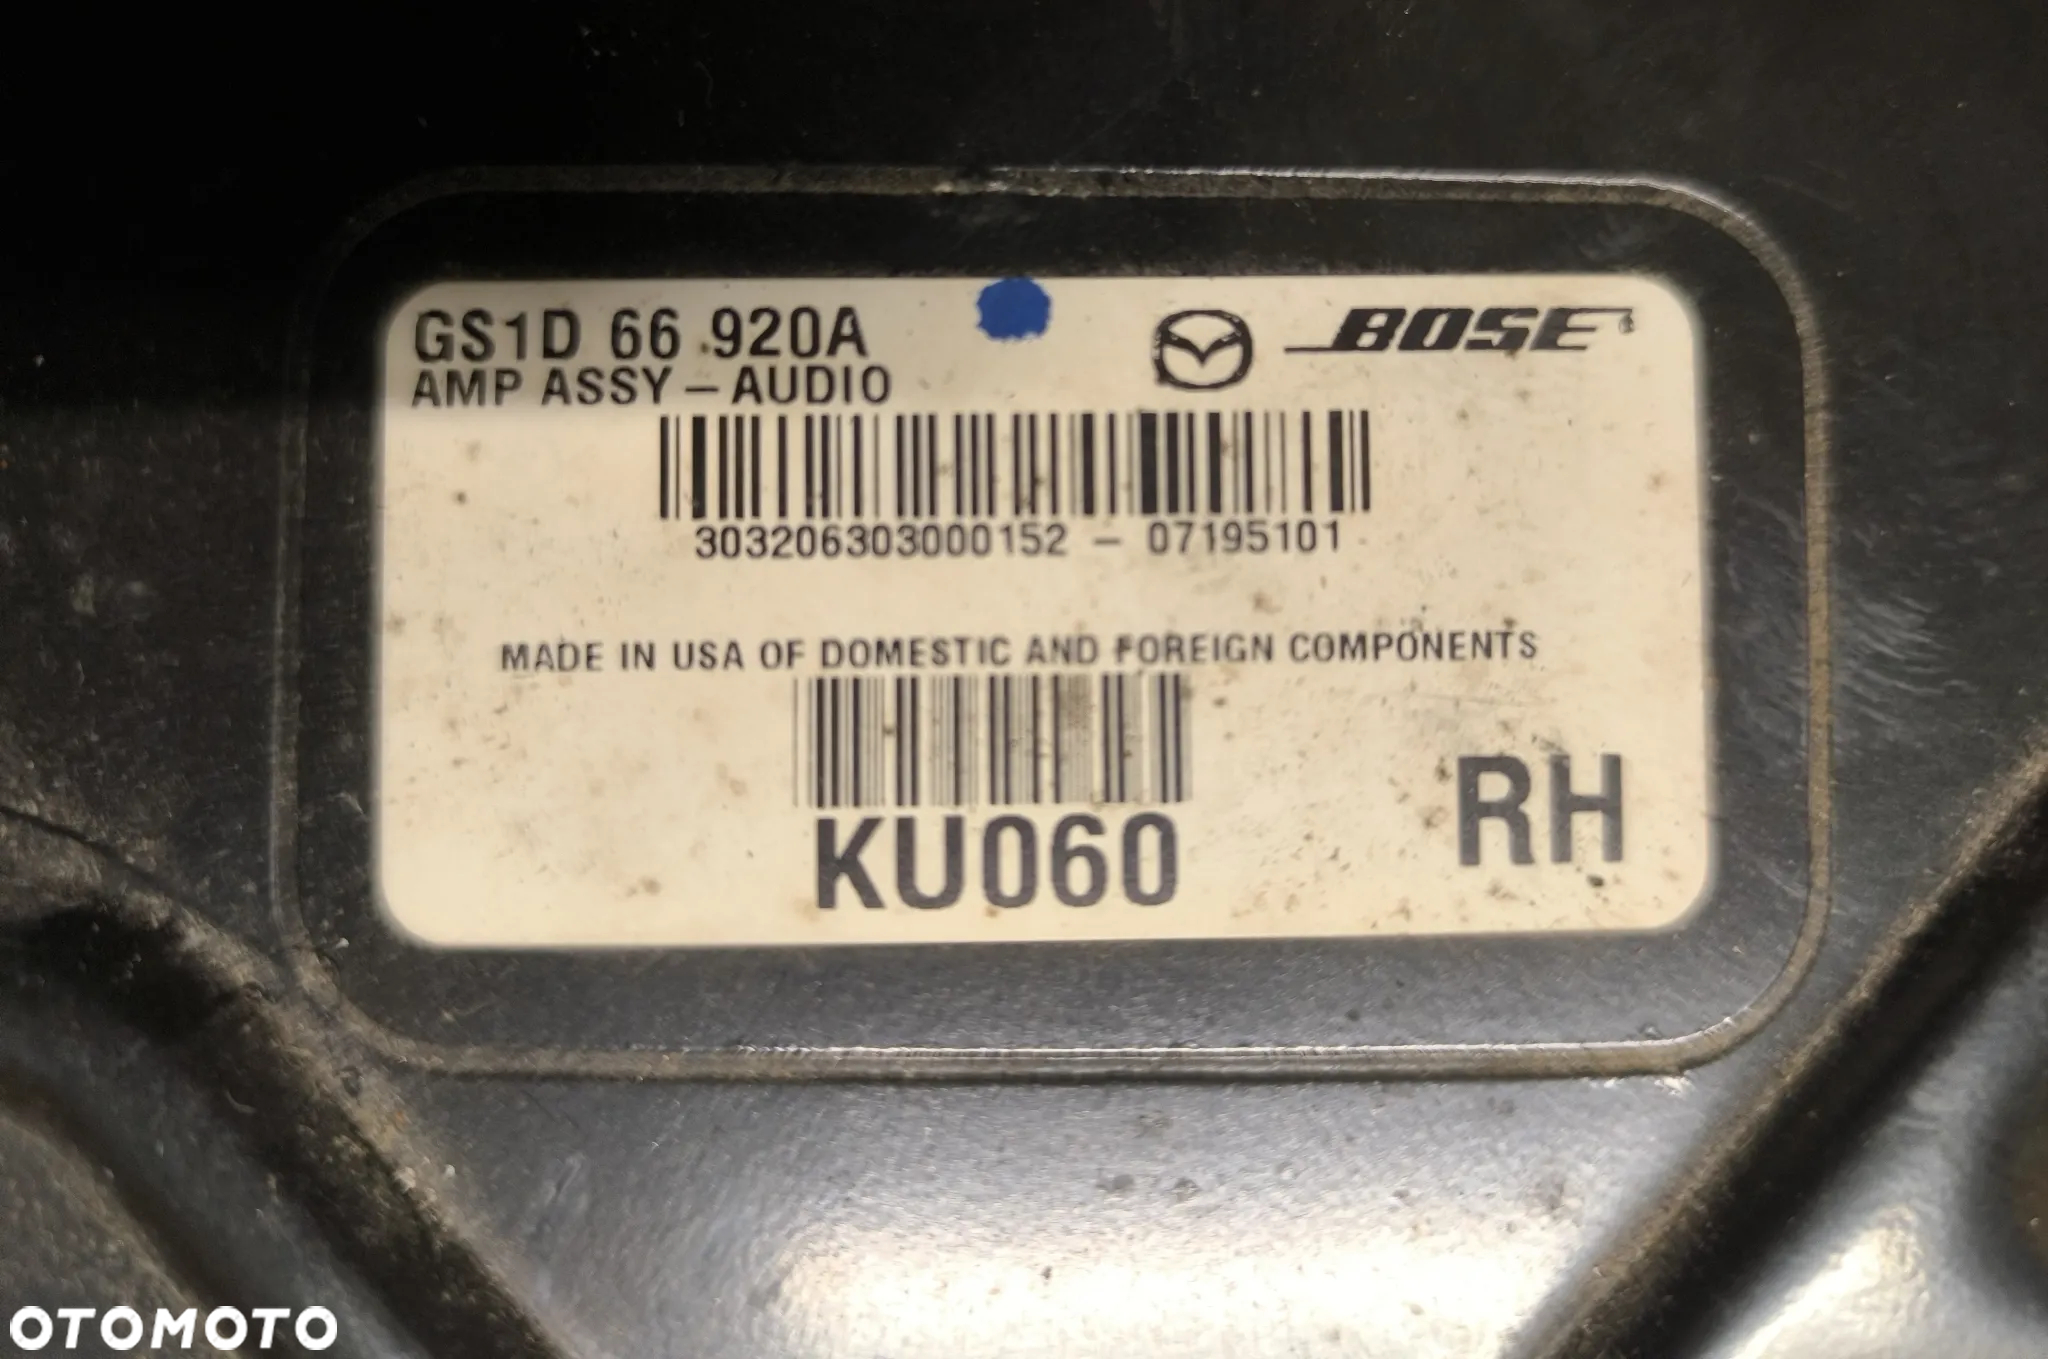 GS1D 66 920A
AMP ASSY – AUDIO
BOSE
303206303000152 – 07195101
MADE IN USA OF DOMESTIC AND FOREIGN COMPONENTS
KU060
RH
OTOMOTO